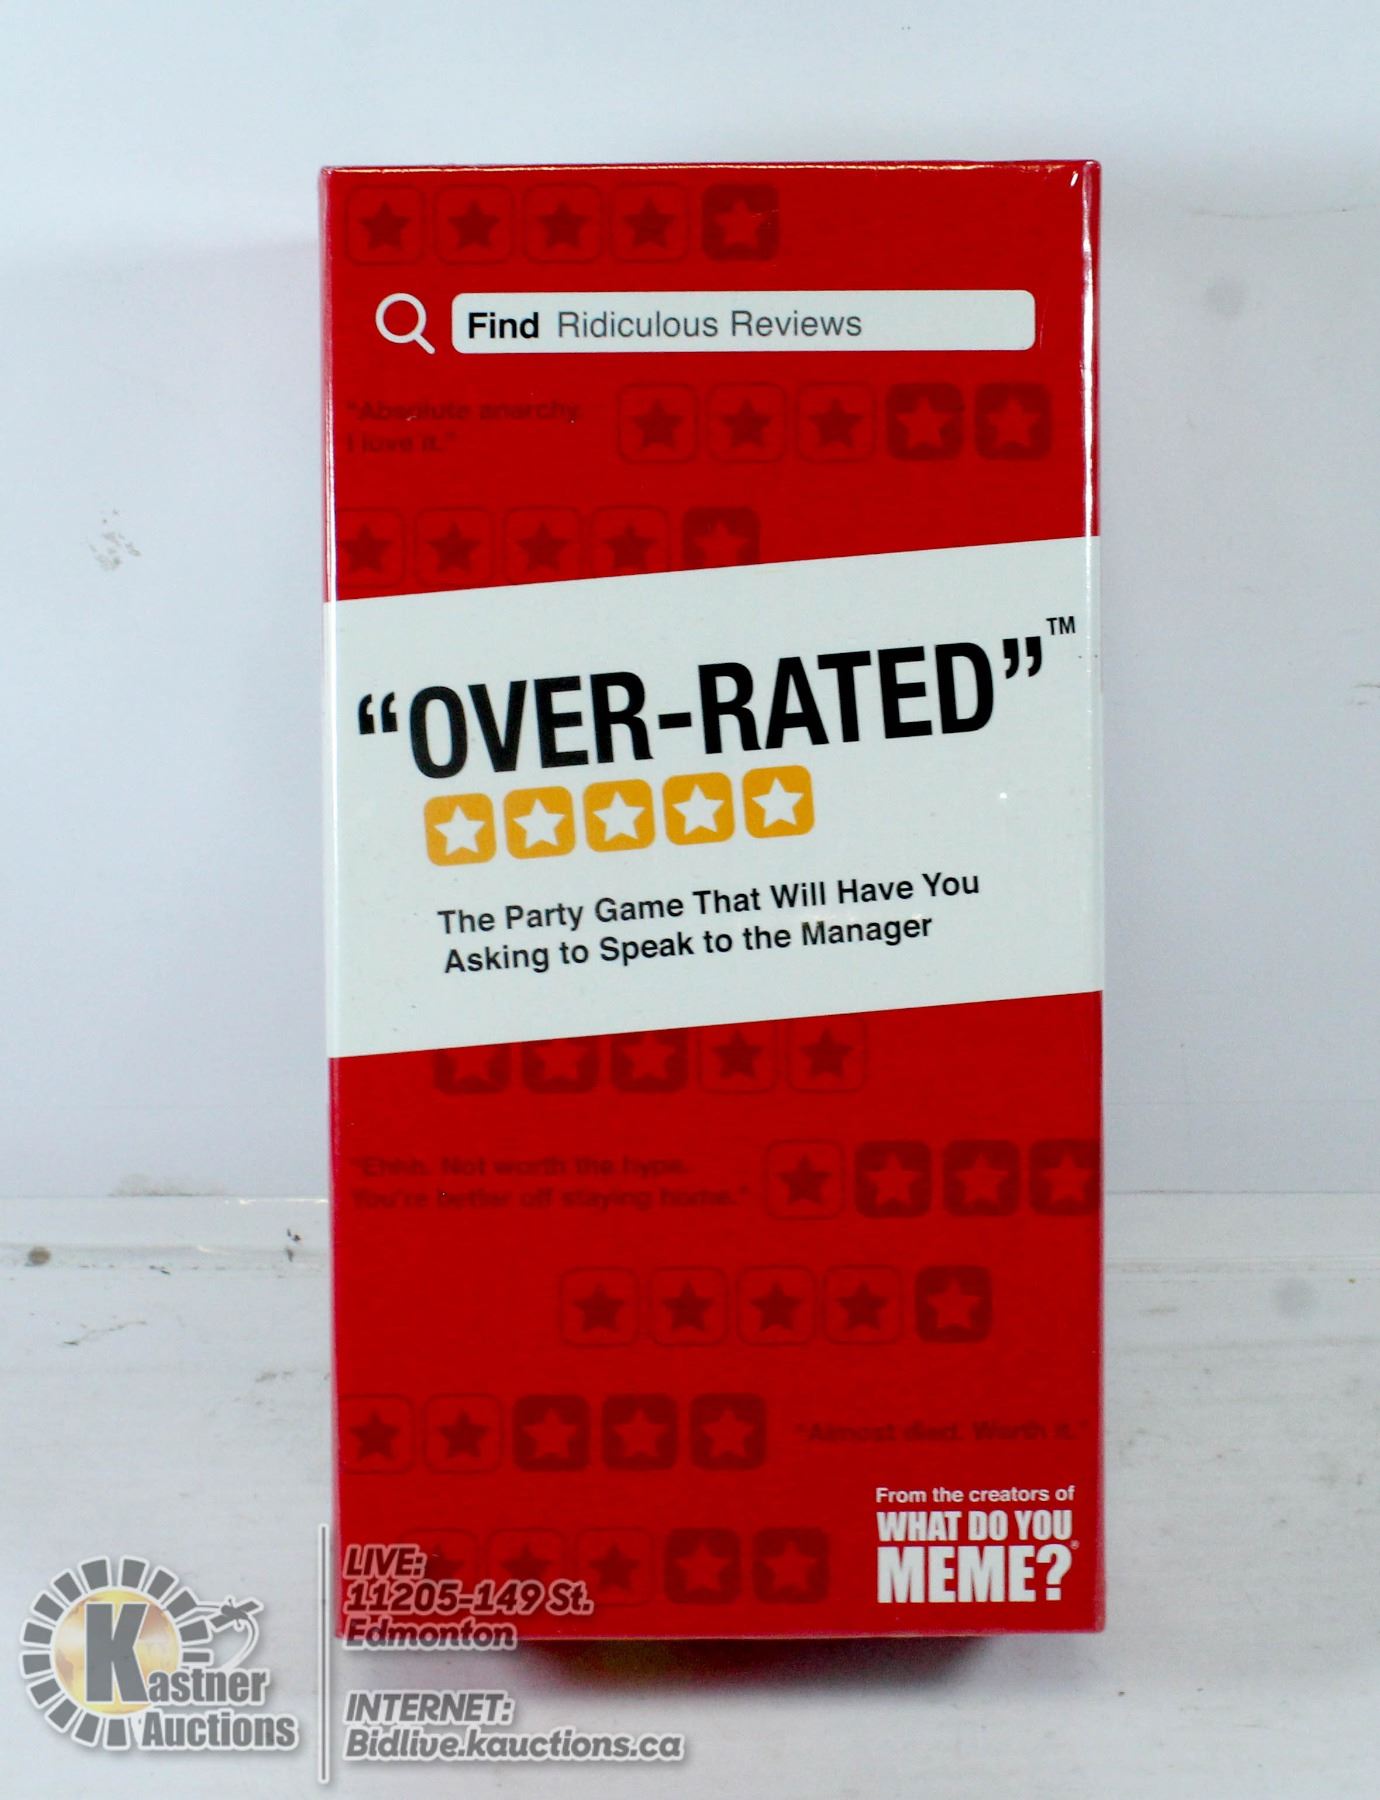 Find Ridiculous Reviews
"Absolute anarchy.
I love it."
“OVER-RATED”™
The Party Game That Will Have You
Asking to Speak to the Manager
"Ehhh. Not worth the hype.
You're better off staying home."
"Almost died. Worth it."
From the creators of
WHAT DO YOU
MEME?®
LIVE:
11205-149 St.
Edmonton
Kastner
Auctions
INTERNET:
Bidlive.kauctions.ca